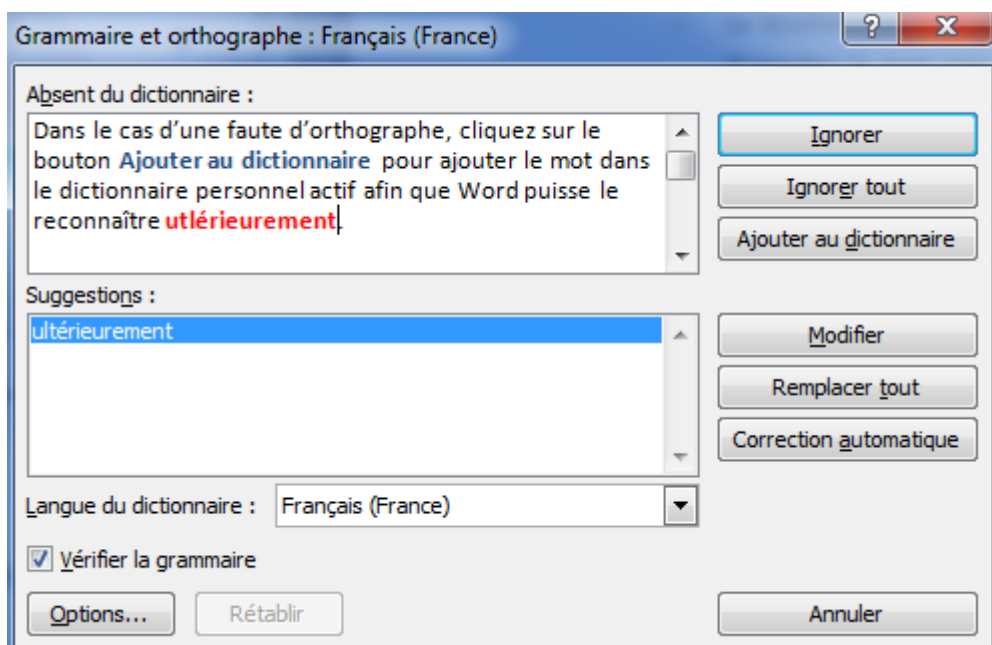 Grammaire et orthographe : Français (France)
Absent du dictionnaire :
Dans le cas d'une faute d'orthographe, cliquez sur le
bouton Ajouter au dictionnaire pour ajouter le mot dans
le dictionnaire personnel actif afin que Word puisse le
reconnaître utlérieurement.
Ignorer
Ignorer tout
Ajouter au dictionnaire
Suggestions :
ultérieurement
Modifier
Remplacer tout
Correction automatique
Langue du dictionnaire : Français (France)
Vérifier la grammaire
Options... Rétablir Annuler